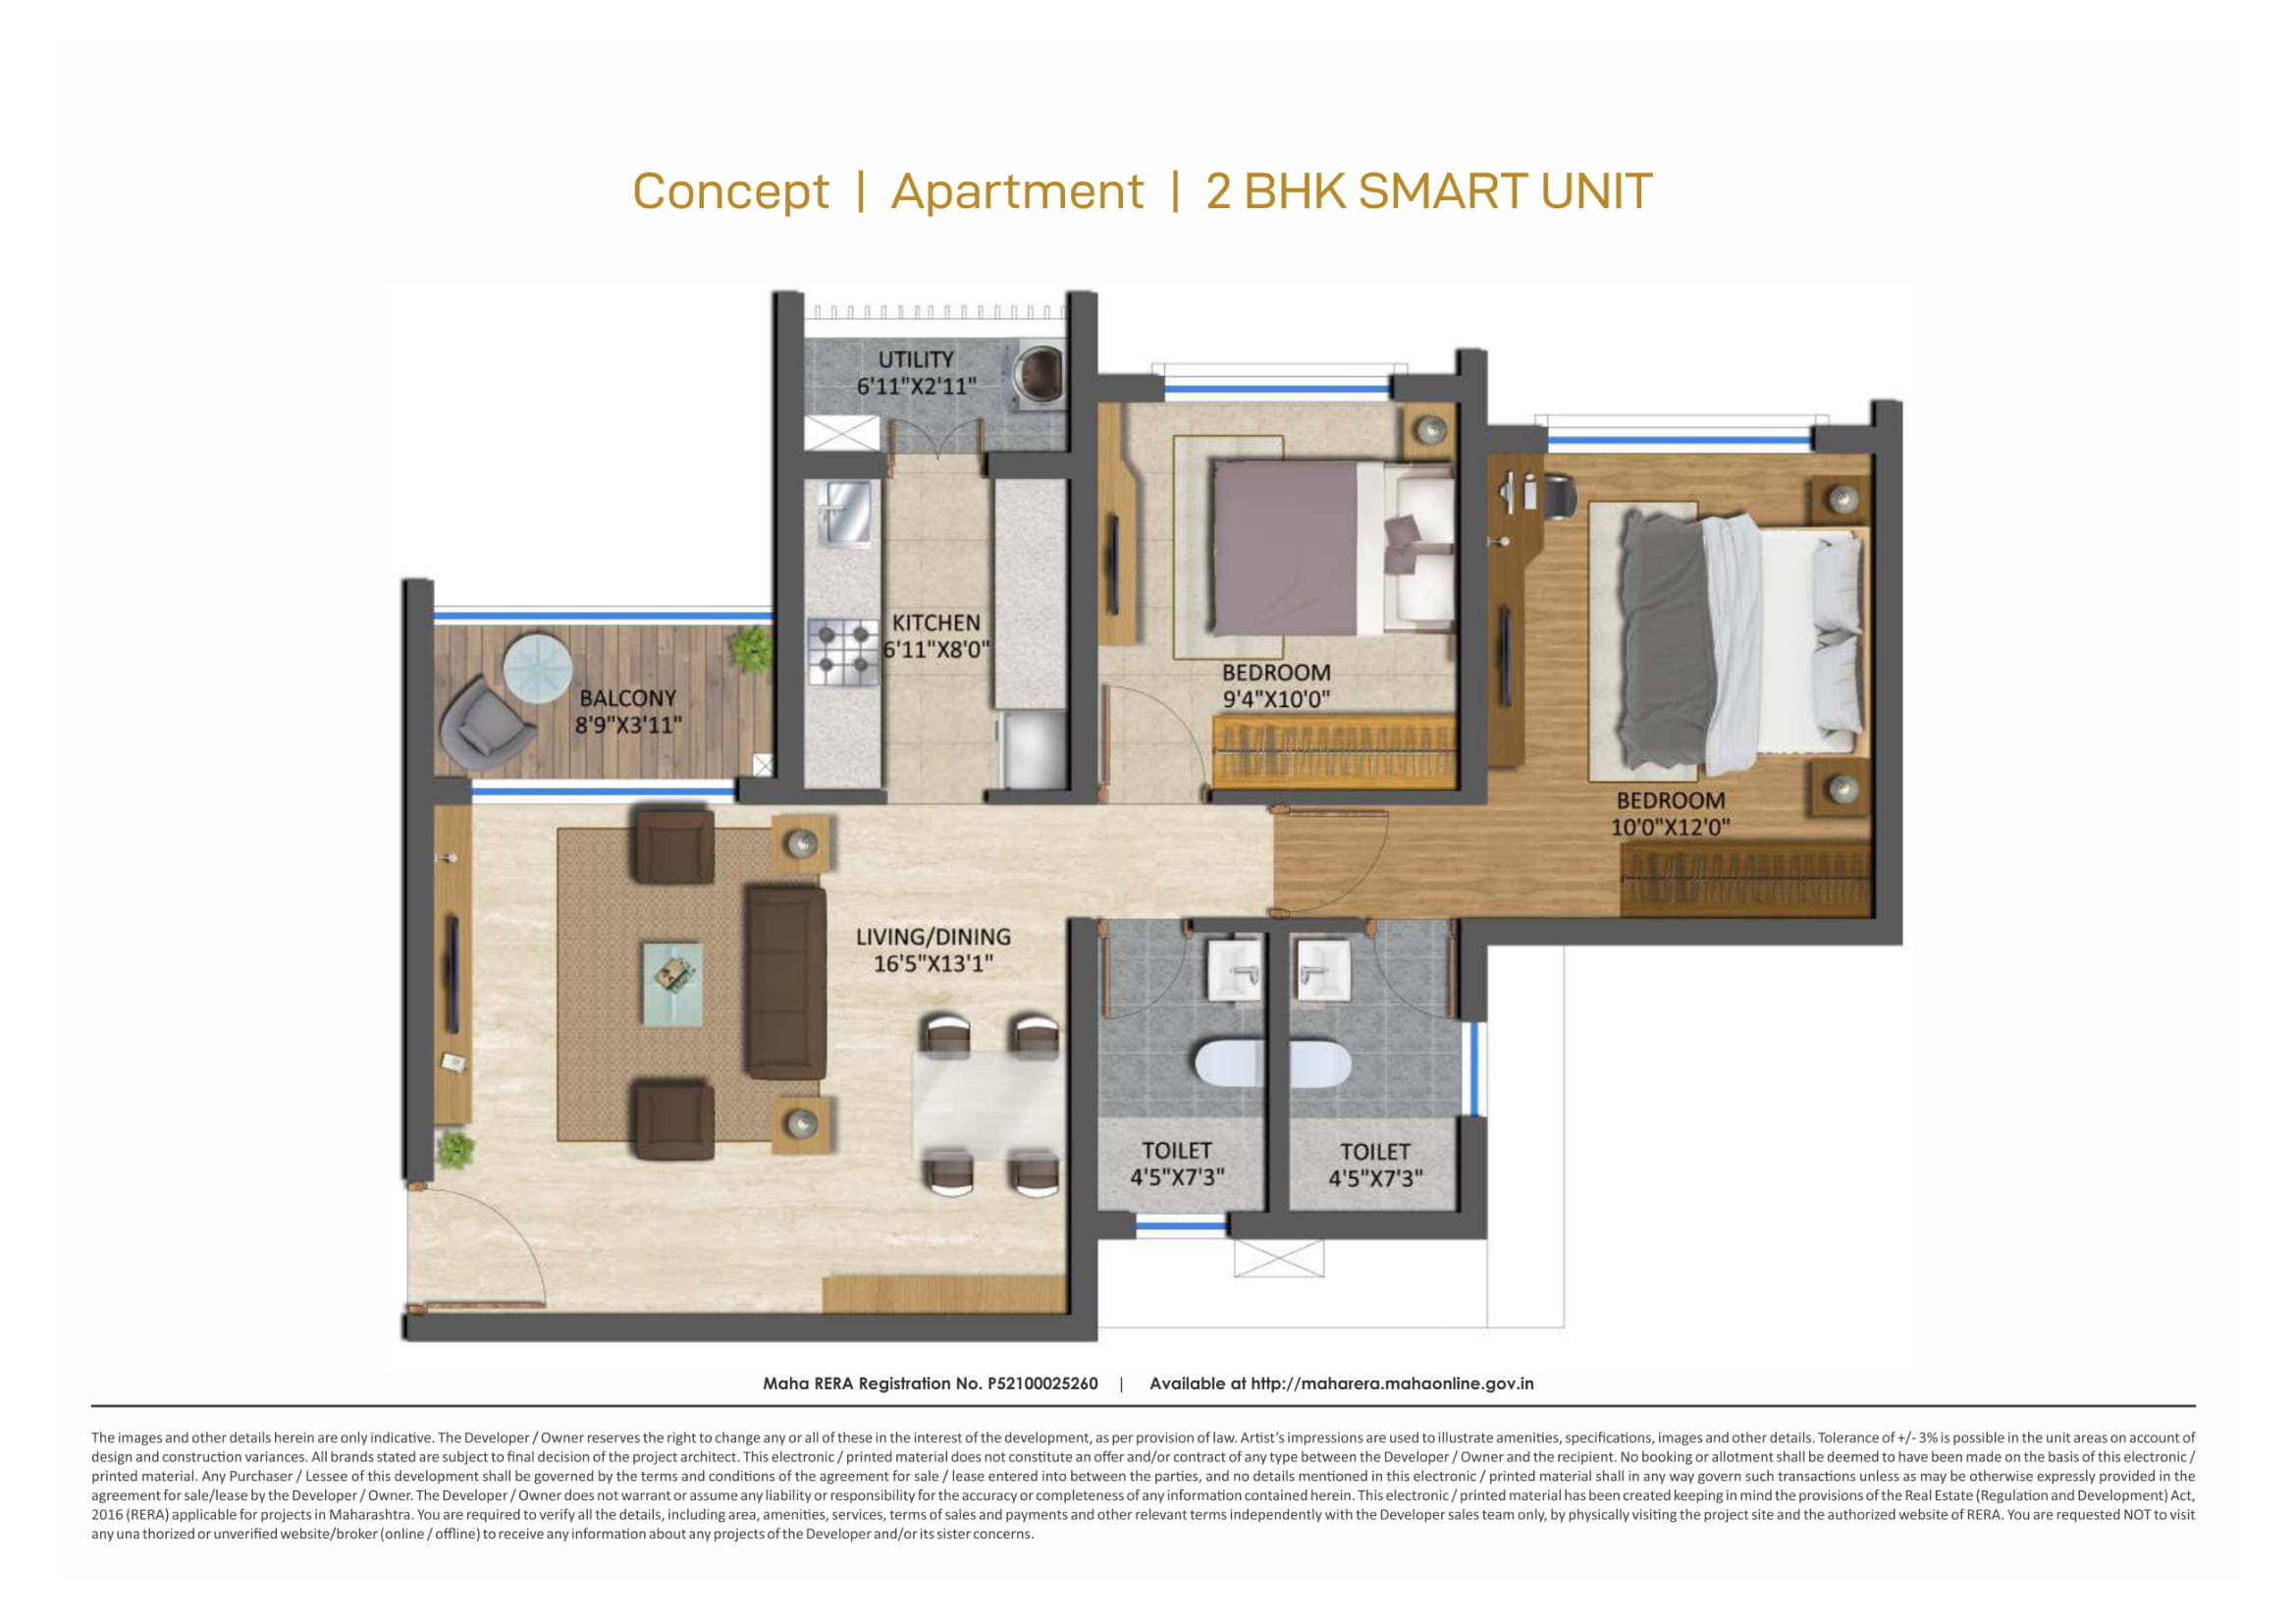 Concept | Apartment | 2 BHK SMART UNIT
UTILITY
6'11"X2'11"
KITCHEN
6'11"X8'0"
BEDROOM
9'4"X10'0"
BALCONY
8'9"X3'11"
BEDROOM
10'0"X12'0"
LIVING/DINING
16'5"X13'1"
TOILET
4'5"X7'3"
TOILET
4'5"X7'3"
Maha RERA Registration No. P52100025260 | Available at http://maharera.mahaonline.gov.in
The images and other details herein are only indicative. The Developer / Owner reserves the right to change any or all of these in the interest of the development, as per provision of law. Artist's impressions are used to illustrate amenities, specifications, images and other details. Tolerance of +/- 3% is possible in the unit areas on account of
design and construction variances. All brands stated are subject to final decision of the project architect. This electronic / printed material does not constitute an offer and/or contract of any type between the Developer / Owner and the recipient. No booking or allotment shall be deemed to have been made on the basis of this electronic /
printed material. Any Purchaser / Lessee of this development shall be governed by the terms and conditions of the agreement for sale / lease entered into between the parties, and no details mentioned in this electronic / printed material shall in any way govern such transactions unless as may be otherwise expressly provided in the
agreement for sale/lease by the Developer / Owner. The Developer / Owner does not warrant or assume any liability or responsibility for the accuracy or completeness of any information contained herein. This electronic / printed material has been created keeping in mind the provisions of the Real Estate (Regulation and Development) Act,
2016 (RERA) applicable for projects in Maharashtra. You are required to verify all the details, including area, amenities, services, terms of sales and payments and other relevant terms independently with the Developer sales team only, by physically visiting the project site and the authorized website of RERA. You are requested NOT to visit
any una thorized or unverified website/broker (online / offline) to receive any information about any projects of the Developer and/or its sister concerns.